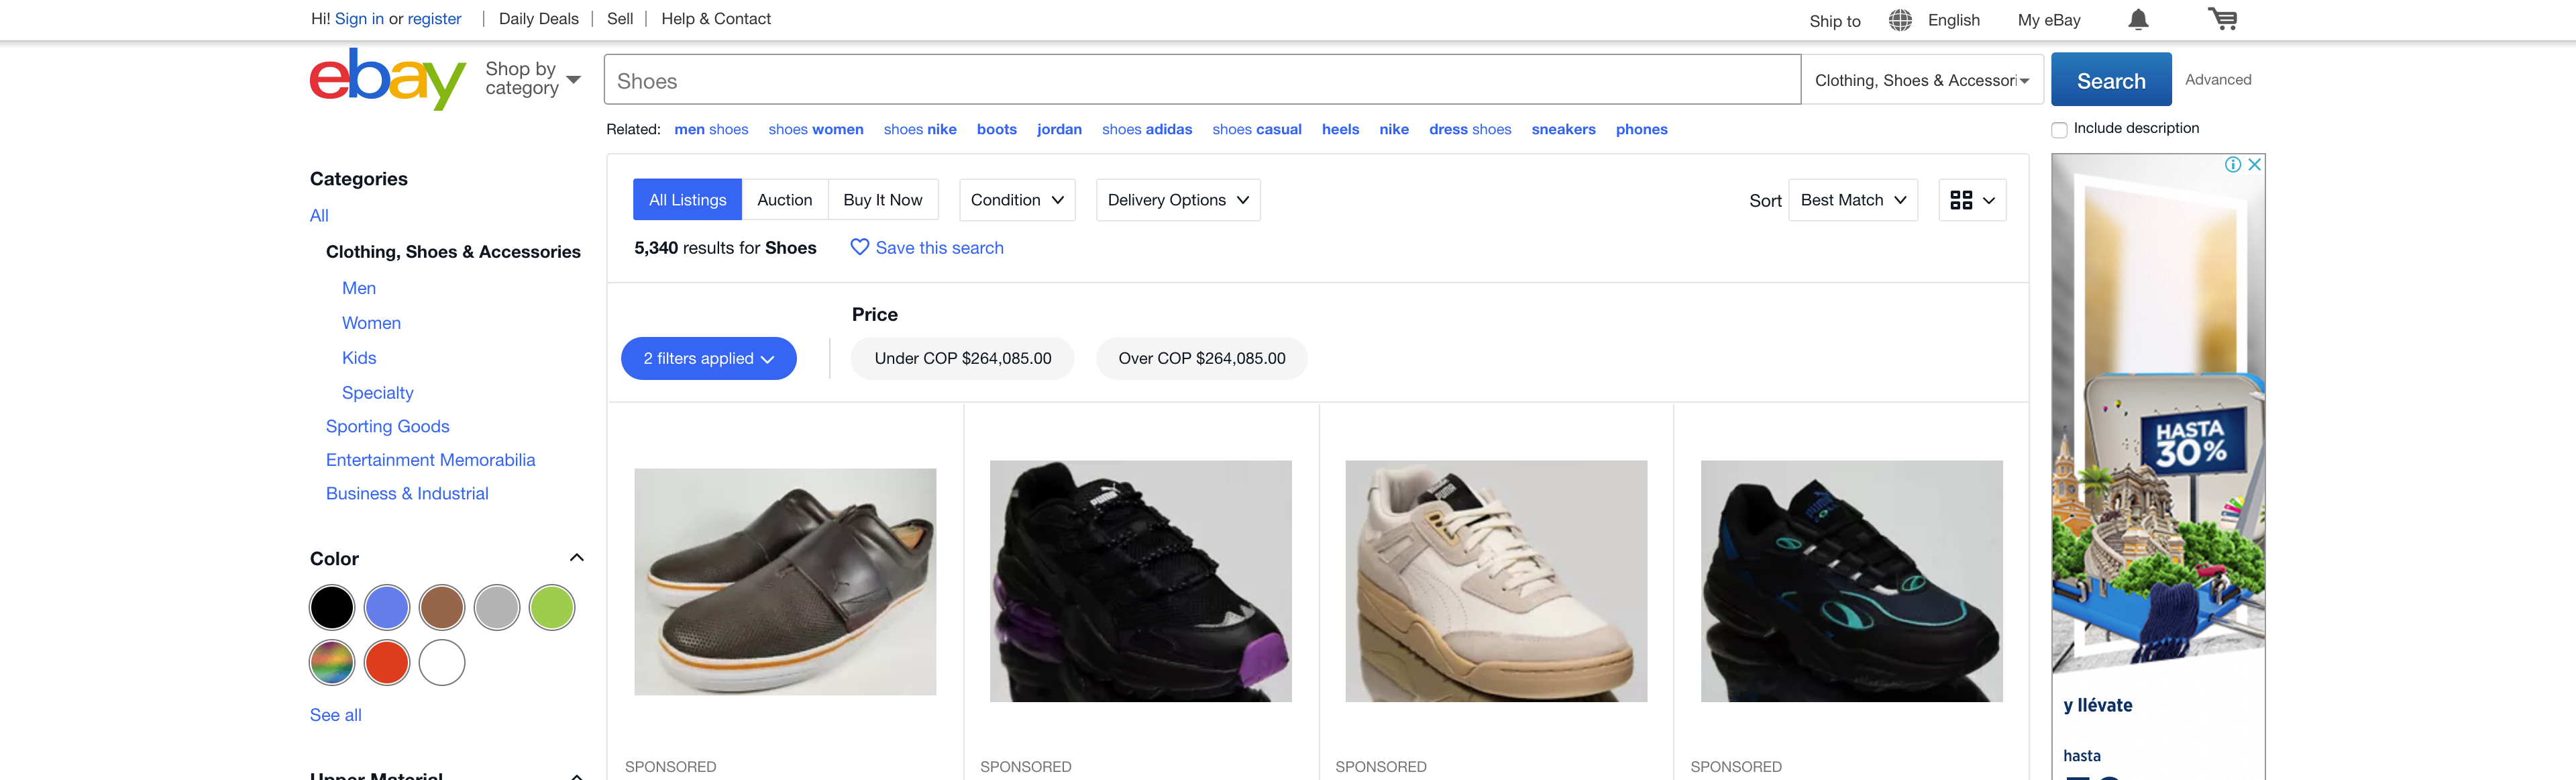 Hi! Sign in or register | Daily Deals | Sell | Help & Contact
Ship to English My eBay
ebay
Shop by
category
Shoes
Clothing, Shoes & Accessori
Search
Advanced
Related: men shoes shoes women shoes nike boots jordan shoes adidas shoes casual heels nike dress shoes sneakers phones
Include description
Categories
All
Clothing, Shoes & Accessories
Men
Women
Kids
Specialty
Sporting Goods
Entertainment Memorabilia
Business & Industrial
Color
See all
Upper Material
All Listings Auction Buy It Now Condition Delivery Options
Sort Best Match
5,340 results for Shoes Save this search
Price
2 filters applied Under COP $264,085.00 Over COP $264,085.00
PUMA
SPONSORED SPONSORED SPONSORED SPONSORED
HASTA
30%
y llévate
hasta